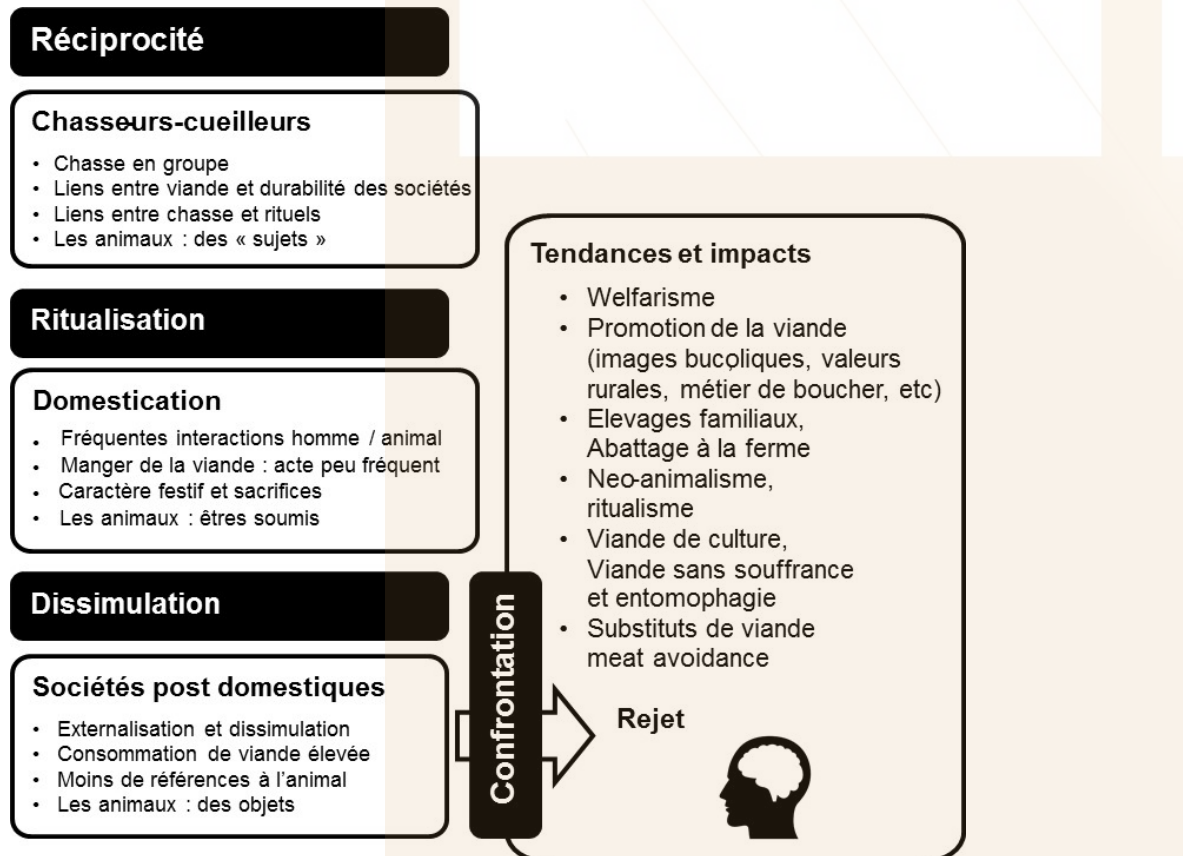 Réciprocité
Chasseurs-cueilleurs
• Chasse en groupe
• Liens entre viande et durabilité des sociétés
• Liens entre chasse et rituels
• Les animaux : des « sujets »
Ritualisation
Domestication
• Fréquentes interactions homme / animal
• Manger de la viande : acte peu fréquent
• Caractère festif et sacrifices
• Les animaux : êtres soumis
Dissimulation
Sociétés post domestiques
• Externalisation et dissimulation
• Consommation de viande élevée
• Moins de références à l'animal
• Les animaux : des objets
Confrontation
Tendances et impacts
• Welfarisme
• Promotion de la viande
(images bucoliques, valeurs
rurales, métier de boucher, etc)
• Elevages familiaux,
Abattage à la ferme
• Neo-animalisme,
ritualisme
• Viande de culture,
Viande sans souffrance
et entomophagie
• Substituts de viande
meat avoidance
Rejet